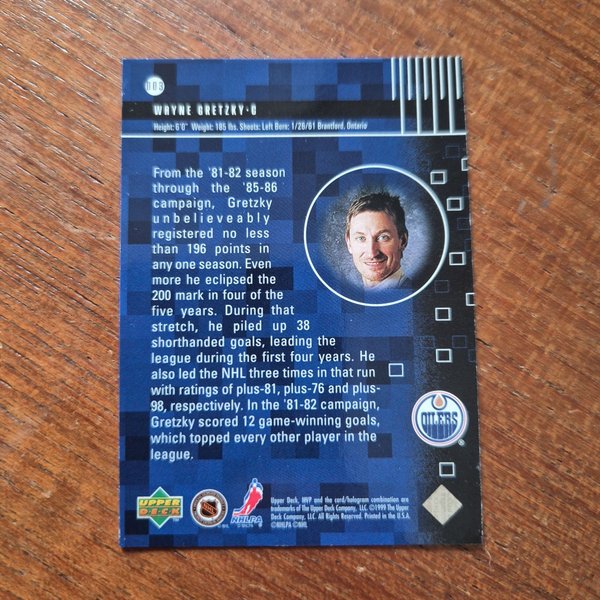 183
WAYNE GRETZKY·C
Height: 6'0" Weight: 185 lbs. Shoots: Left Born: 1/26/61 Brantford, Ontario
From the '81-82 season
through the '85-86
campaign, Gretzky
unbelieveably
registered no less
than 196 points in
any one season. Even
more he eclipsed the
200 mark in four of the
five years. During that
stretch, he piled up 38
shorthanded goals, leading the
league during the first four years. He
also led the NHL three times in that run
with ratings of plus-81, plus-76 and plus-
98, respectively. In the '81-82 campaign,
Gretzky scored 12 game-winning goals,
which topped every other player in the
league.
OILERS
®
UPPER
DECK
NHLPA
Upper Deck, MVP and the card/hologram combination are
trademarks of The Upper Deck Company, LLC. ©1999 The Upper
Deck Company, LLC. All Rights Reserved. Printed in the U.S.A.
©NHLPA ©NHL